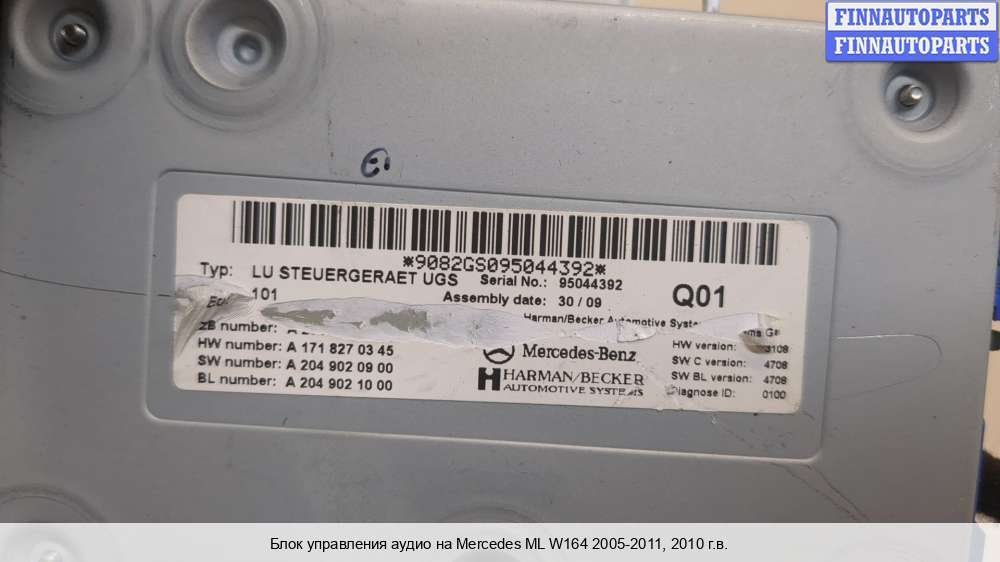 FINNAUTOPARTS
FINNAUTOPARTS
*9082GS095044392*
Typ: LU STEUERGERAET UGS Serial No.: 95044392
101 Assembly date: 30 / 09 Q01
Harman/Becker Automotive
ZB number: A
HW number: A 171 827 03 45
SW number: A 204 902 09 00
BL number: A 204 902 10 00
Mercedes-Benz
HARMAN/BECKER
AUTOMOTIVE SYSTEMS
HW version:
SW C version: 4708
SW BL version: 4708
Diagnose ID: 0100
Блок управления аудио на Mercedes ML W164 2005-2011, 2010 г.в.